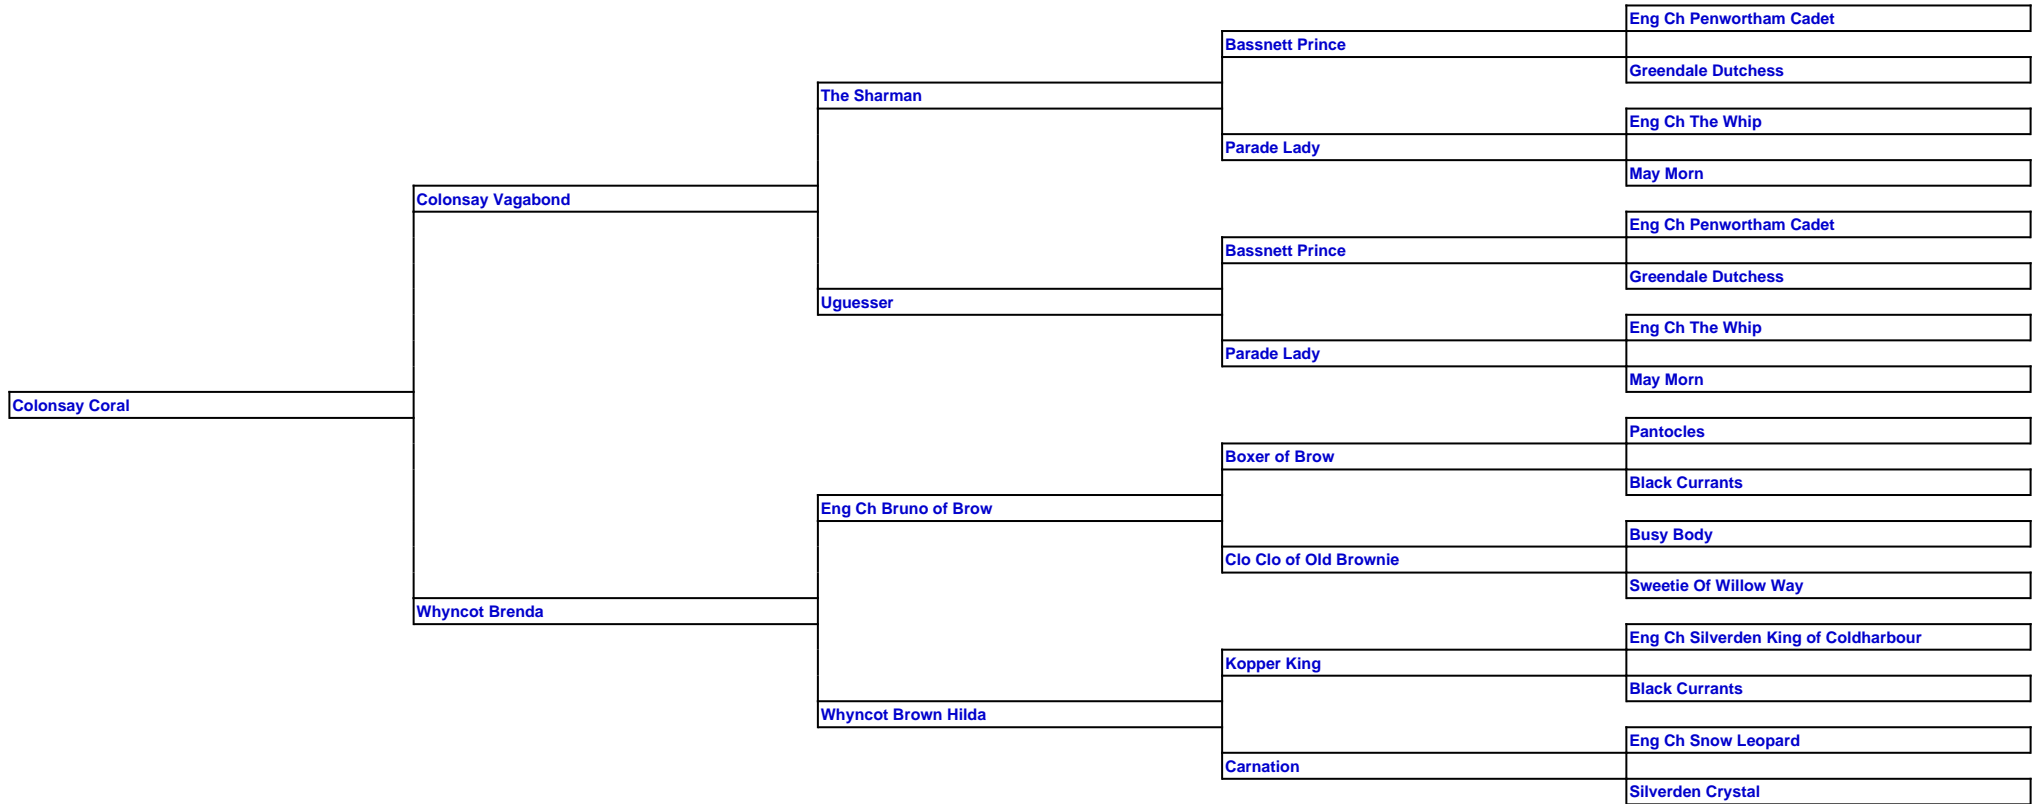 Eng Ch Penwortham Cadet
Bassnett Prince
Greendale Dutchess
The Sharman
Eng Ch The Whip
Parade Lady
May Morn
Colonsay Vagabond
Eng Ch Penwortham Cadet
Bassnett Prince
Greendale Dutchess
Uguesser
Eng Ch The Whip
Parade Lady
May Morn
Colonsay Coral
Pantocles
Boxer of Brow
Black Currants
Eng Ch Bruno of Brow
Busy Body
Clo Clo of Old Brownie
Sweetie Of Willow Way
Whyncot Brenda
Eng Ch Silverden King of Coldharbour
Kopper King
Black Currants
Whyncot Brown Hilda
Eng Ch Snow Leopard
Carnation
Silverden Crystal